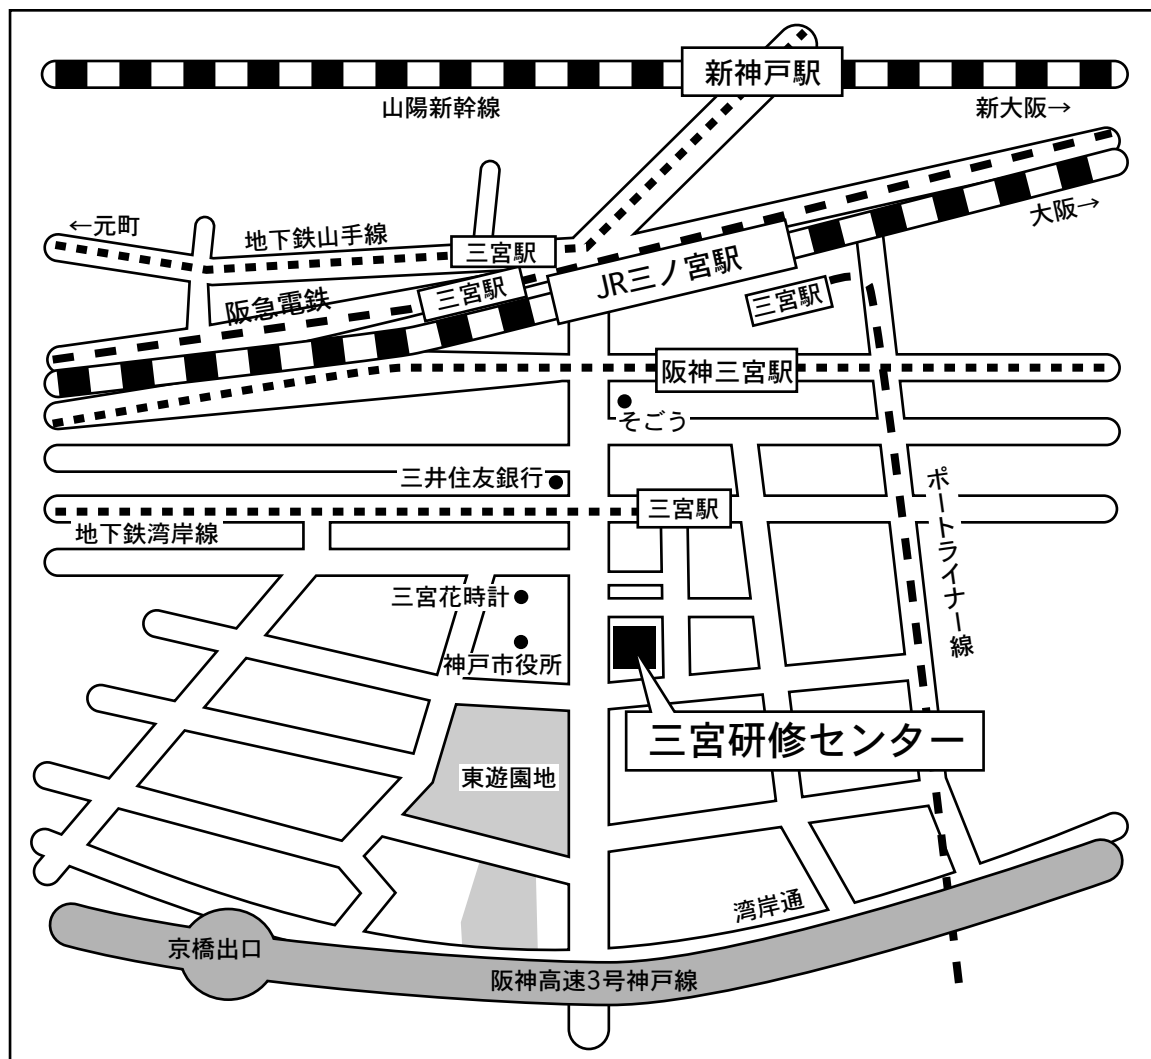 新神戸駅
山陽新幹線
新大阪→
←元町
地下鉄山手線
三宮駅
大阪→
JR三ノ宮駅
三宮駅
阪急電鉄
三宮駅
阪神三宮駅
そごう
三井住友銀行
三宮駅
地下鉄湾岸線
ポートライナー線
三宮花時計
神戸市役所
三宮研修センター
東遊園地
湾岸通
京橋出口
阪神高速3号神戸線